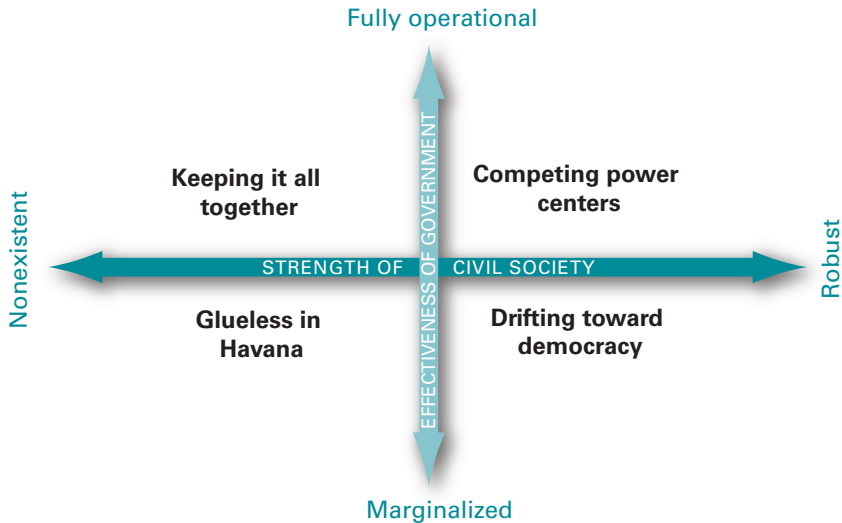 Fully operational
Keeping it all
together
Competing power
centers
Nonexistent
STRENGTH OF CIVIL SOCIETY
EFFECTIVENESS OF GOVERNMENT
Robust
Glueless in
Havana
Drifting toward
democracy
Marginalized